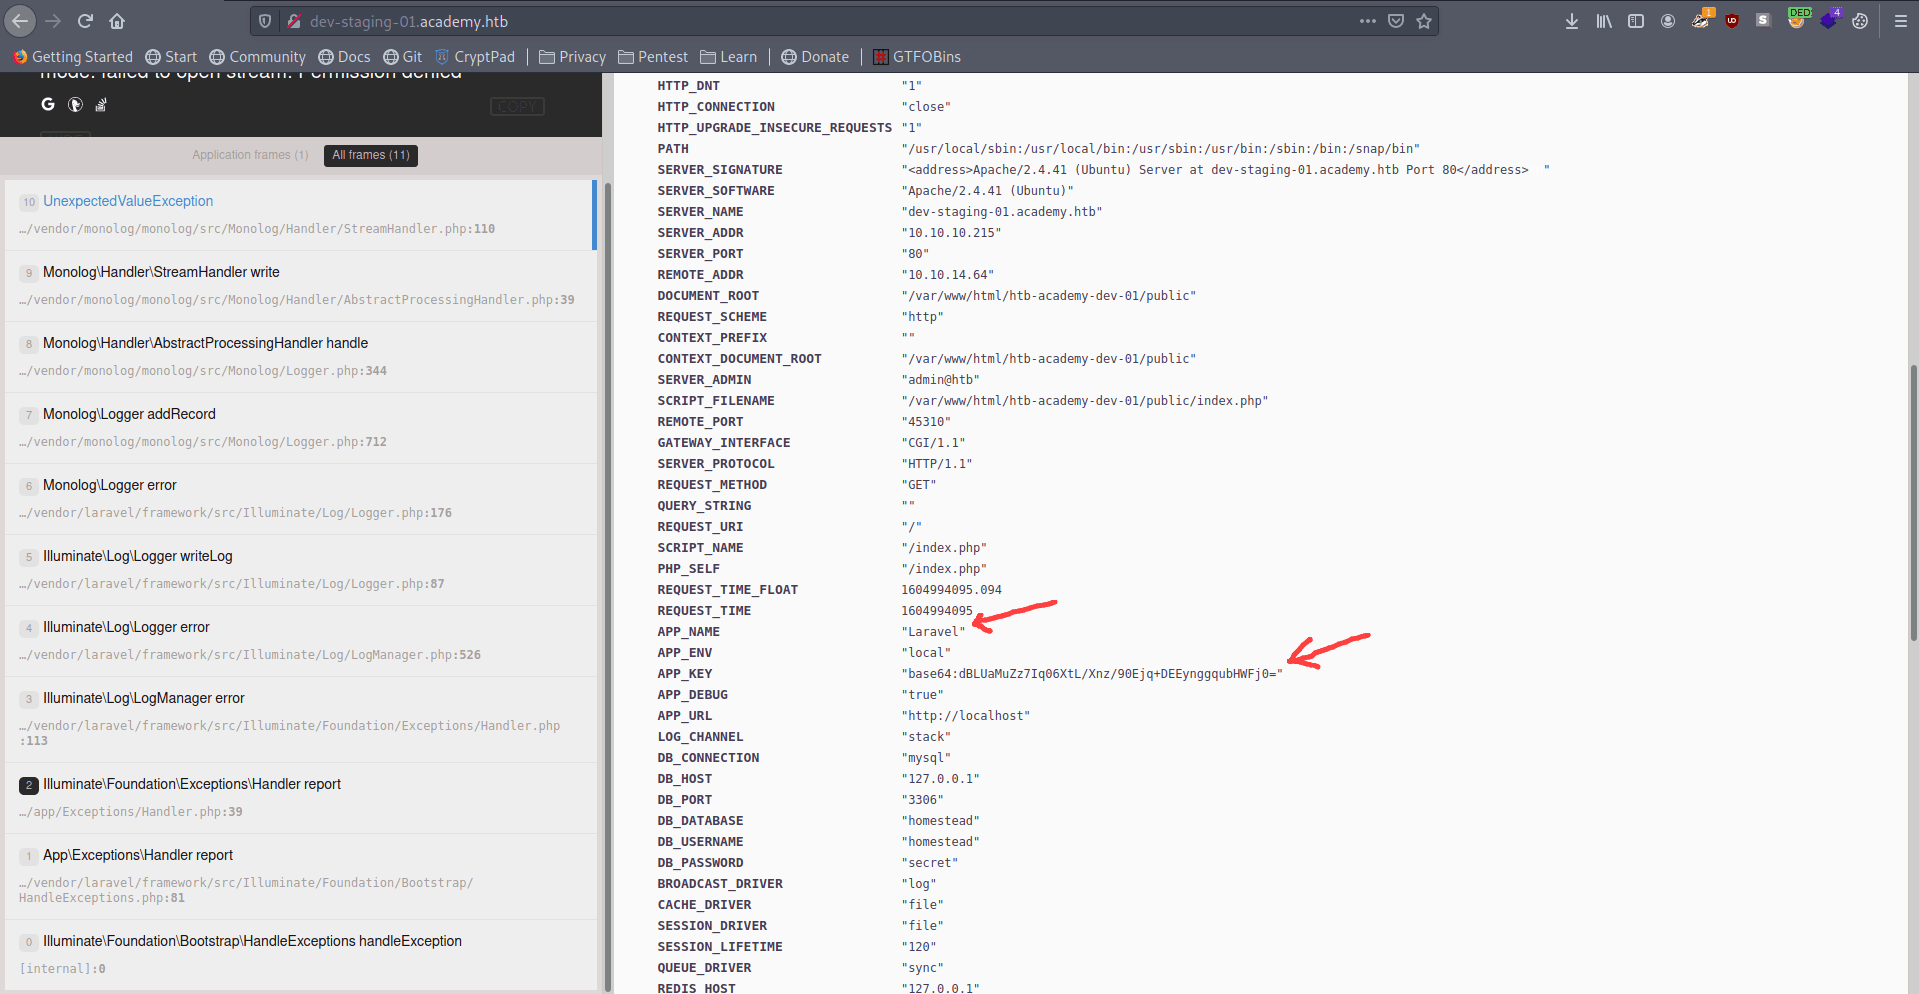 dev-staging-01.academy.htb
1
UD
S
DED
4
Getting Started
Start
Community
Docs
Git
CryptPad
Privacy
Pentest
Learn
Donate
GTFOBins
mode: failed to open stream: Permission denied
COPY
Application frames (1)
All frames (11)
10 UnexpectedValueException
…/vendor/monolog/monolog/src/Monolog/Handler/StreamHandler.php:110
9 Monolog\Handler\StreamHandler write
…/vendor/monolog/monolog/src/Monolog/Handler/AbstractProcessingHandler.php:39
8 Monolog\Handler\AbstractProcessingHandler handle
…/vendor/monolog/monolog/src/Monolog/Logger.php:344
7 Monolog\Logger addRecord
…/vendor/monolog/monolog/src/Monolog/Logger.php:712
6 Monolog\Logger error
…/vendor/laravel/framework/src/Illuminate/Log/Logger.php:176
5 Illuminate\Log\Logger writeLog
…/vendor/laravel/framework/src/Illuminate/Log/Logger.php:87
4 Illuminate\Log\Logger error
…/vendor/laravel/framework/src/Illuminate/Log/LogManager.php:526
3 Illuminate\Log\LogManager error
…/vendor/laravel/framework/src/Illuminate/Foundation/Exceptions/Handler.php
:113
2 Illuminate\Foundation\Exceptions\Handler report
…/app/Exceptions/Handler.php:39
1 App\Exceptions\Handler report
…/vendor/laravel/framework/src/Illuminate/Foundation/Bootstrap/
HandleExceptions.php:81
0 Illuminate\Foundation\Bootstrap\HandleExceptions handleException
[internal]:0
HTTP_DNT "1"
HTTP_CONNECTION "close"
HTTP_UPGRADE_INSECURE_REQUESTS "1"
PATH "/usr/local/sbin:/usr/local/bin:/usr/sbin:/usr/bin:/sbin:/bin:/snap/bin"
SERVER_SIGNATURE "<address>Apache/2.4.41 (Ubuntu) Server at dev-staging-01.academy.htb Port 80</address> "
SERVER_SOFTWARE "Apache/2.4.41 (Ubuntu)"
SERVER_NAME "dev-staging-01.academy.htb"
SERVER_ADDR "10.10.10.215"
SERVER_PORT "80"
REMOTE_ADDR "10.10.14.64"
DOCUMENT_ROOT "/var/www/html/htb-academy-dev-01/public"
REQUEST_SCHEME "http"
CONTEXT_PREFIX ""
CONTEXT_DOCUMENT_ROOT "/var/www/html/htb-academy-dev-01/public"
SERVER_ADMIN "admin@htb"
SCRIPT_FILENAME "/var/www/html/htb-academy-dev-01/public/index.php"
REMOTE_PORT "45310"
GATEWAY_INTERFACE "CGI/1.1"
SERVER_PROTOCOL "HTTP/1.1"
REQUEST_METHOD "GET"
QUERY_STRING ""
REQUEST_URI "/"
SCRIPT_NAME "/index.php"
PHP_SELF "/index.php"
REQUEST_TIME_FLOAT 1604994095.094
REQUEST_TIME 1604994095
APP_NAME "Laravel"
APP_ENV "local"
APP_KEY "base64:dBLUaMuZz7Iq06XtL/Xnz/90Ejq+DEEynggqubHWFj0="
APP_DEBUG "true"
APP_URL "http://localhost"
LOG_CHANNEL "stack"
DB_CONNECTION "mysql"
DB_HOST "127.0.0.1"
DB_PORT "3306"
DB_DATABASE "homestead"
DB_USERNAME "homestead"
DB_PASSWORD "secret"
BROADCAST_DRIVER "log"
CACHE_DRIVER "file"
SESSION_DRIVER "file"
SESSION_LIFETIME "120"
QUEUE_DRIVER "sync"
REDIS_HOST "127.0.0.1"